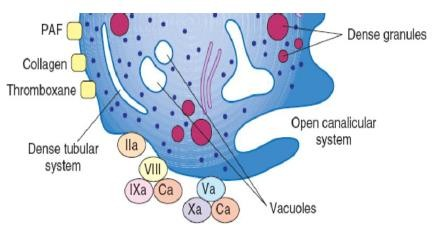 PAF
Dense granules
Collagen
Thromboxane
Open canalicular
system
Dense tubular
system
IIa
VIII
IXa
Ca
Va
Xa
Ca
Vacuoles